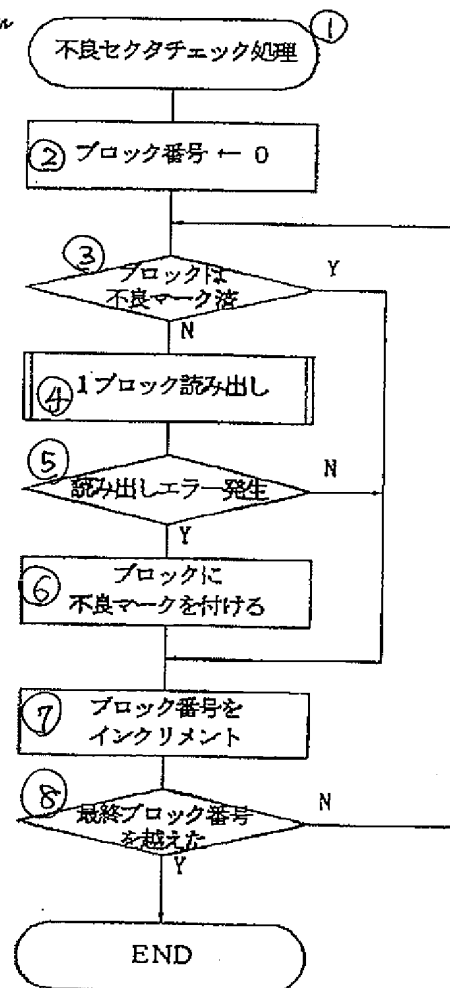 ル
不良セクタチェック処理 ①
② ブロック番号 ← 0
③
ブロックは
不良マーク済
Y
N
④ 1ブロック読み出し
⑤
読み出しエラー発生
N
Y
⑥ ブロックに
不良マークを付ける
⑦ ブロック番号を
インクリメント
⑧
最終ブロック番号
を越えた
N
Y
END